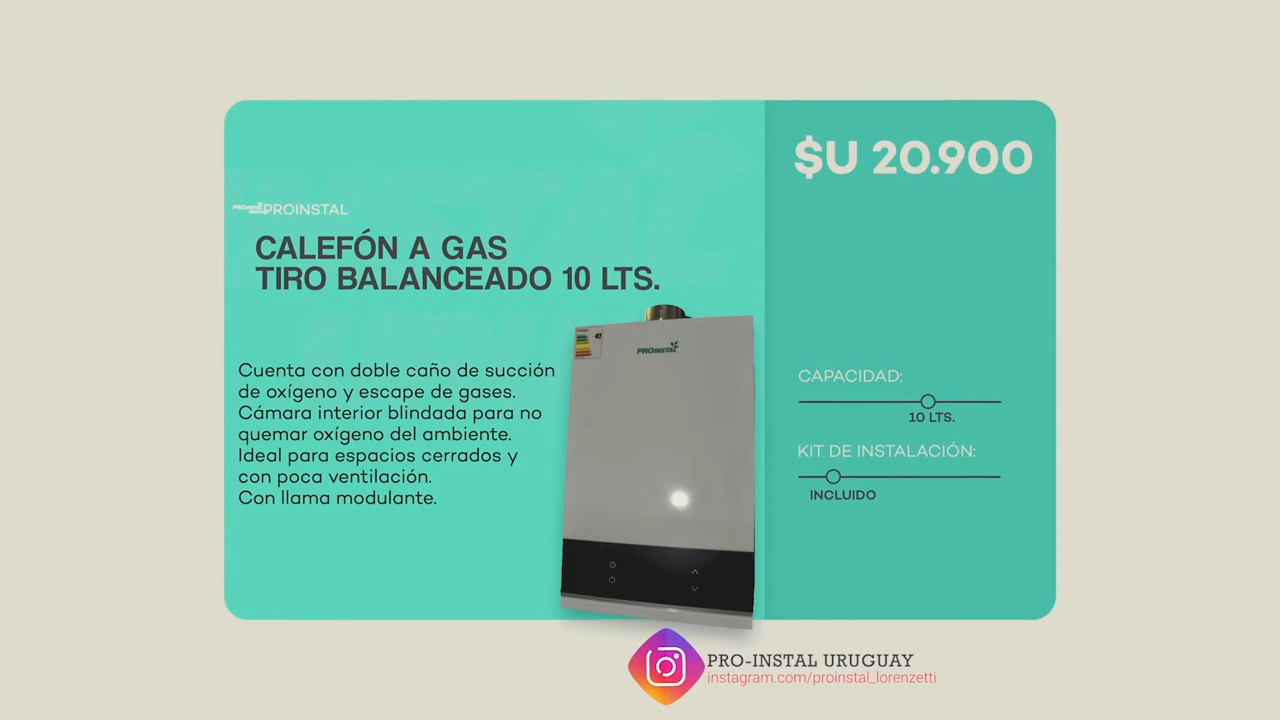 $U 20.900
PROINSTAL
CALEFÓN A GAS
TIRO BALANCEADO 10 LTS.
Cuenta con doble caño de succión
de oxígeno y escape de gases.
Cámara interior blindada para no
quemar oxígeno del ambiente.
Ideal para espacios cerrados y
con poca ventilación.
Con llama modulante.
PROINSTAL
CAPACIDAD:
10 LTS.
KIT DE INSTALACIÓN:
INCLUIDO
PRO-INSTAL URUGUAY
instagram.com/proinstal_lorenzetti